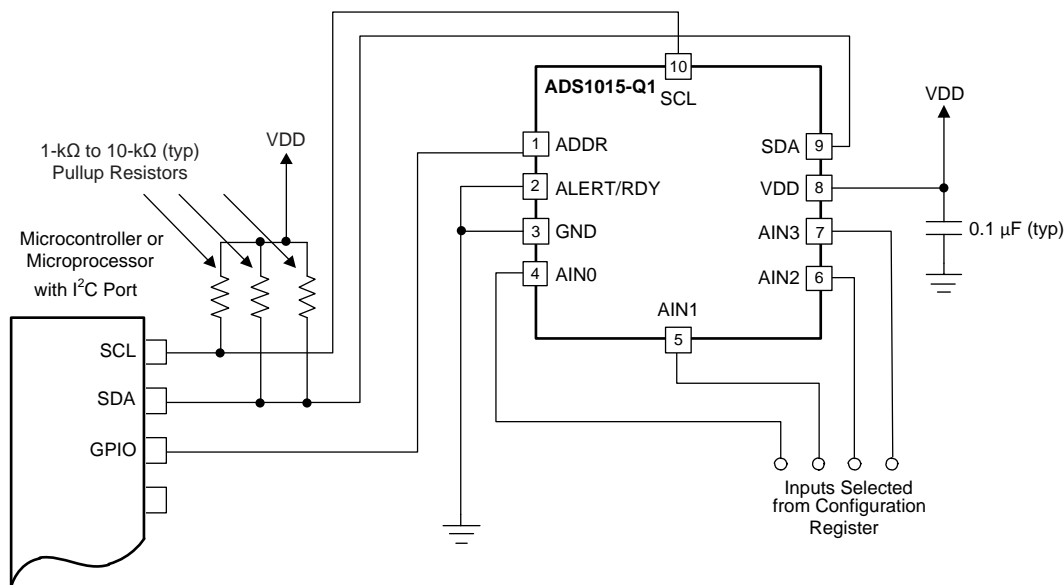 10
ADS1015-Q1
SCL
VDD
1-kΩ to 10-kΩ (typ)
Pullup Resistors
VDD
1 ADDR
SDA 9
2 ALERT/RDY
VDD 8
3 GND
AIN3 7
0.1 µF (typ)
4 AIN0
AIN2 6
Microcontroller or
Microprocessor
with I²C Port
AIN1
5
SCL
SDA
GPIO
Inputs Selected
from Configuration
Register